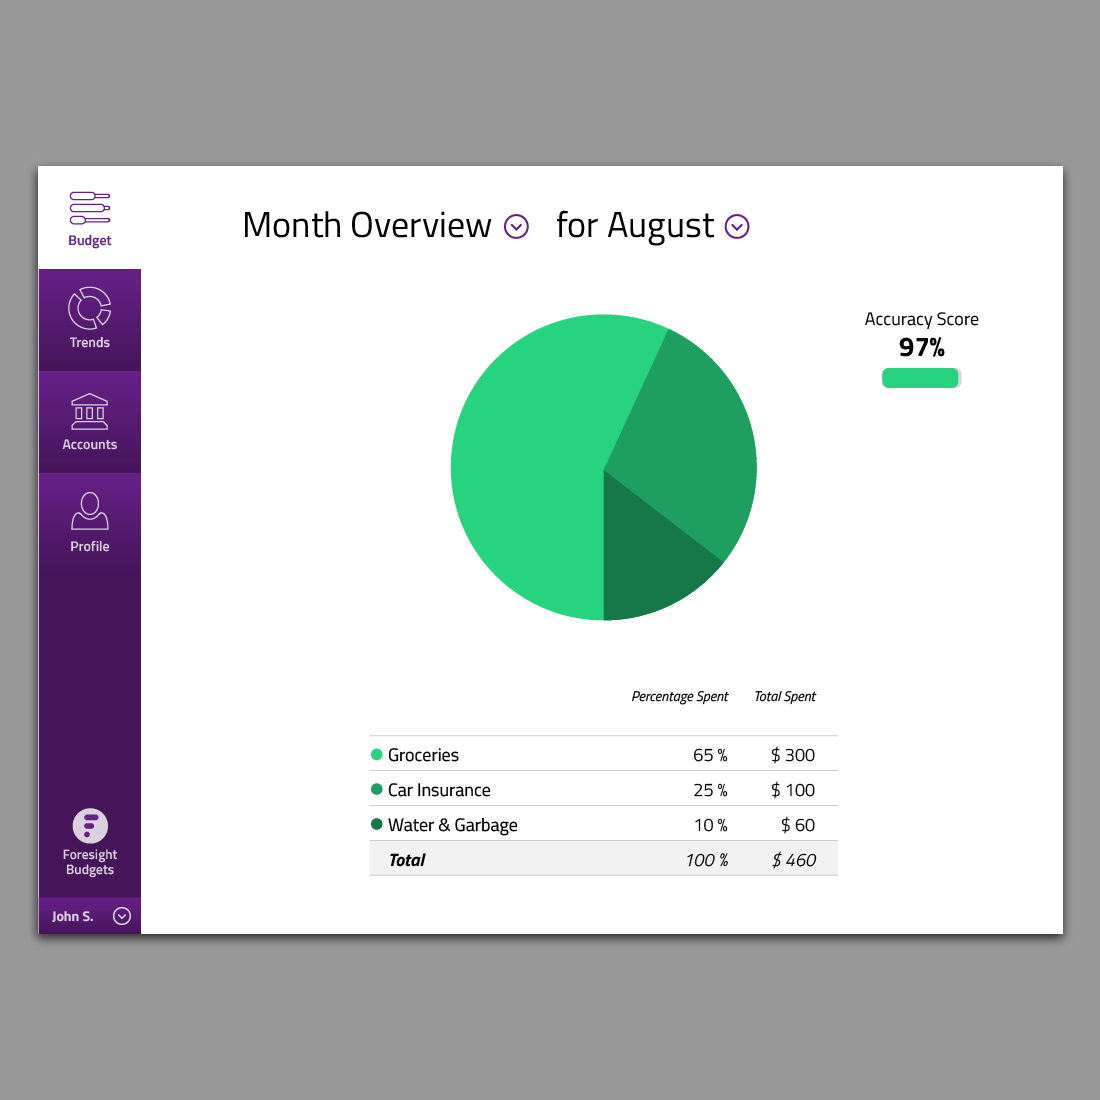 Budget
Month Overview for August
Trends
Accounts
Profile
Foresight
Budgets
John S.
Accuracy Score
97%
Percentage Spent Total Spent
Groceries 65 % $ 300
Car Insurance 25 % $ 100
Water & Garbage 10 % $ 60
Total 100 % $ 460